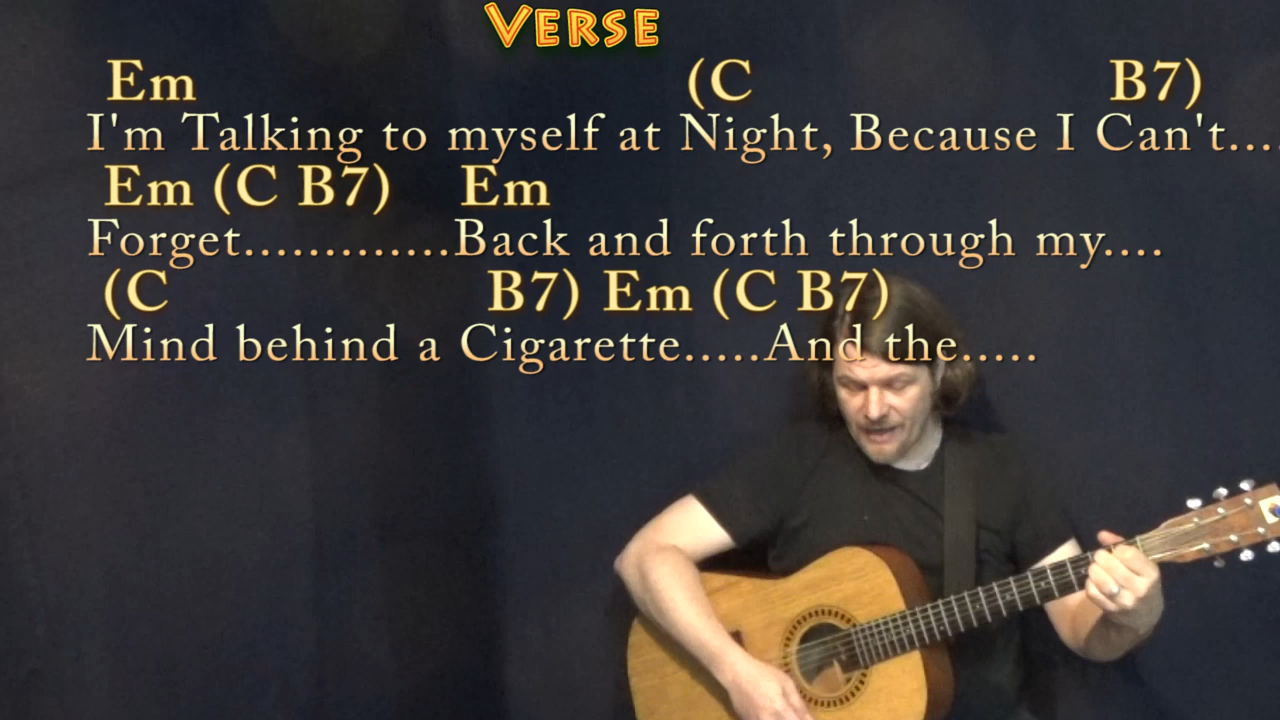 VERSE
Em (C B7)
I'm Talking to myself at Night, Because I Can't....
Em (C B7) Em
Forget.............Back and forth through my....
(C B7) Em (C B7)
Mind behind a Cigarette.....And the.....